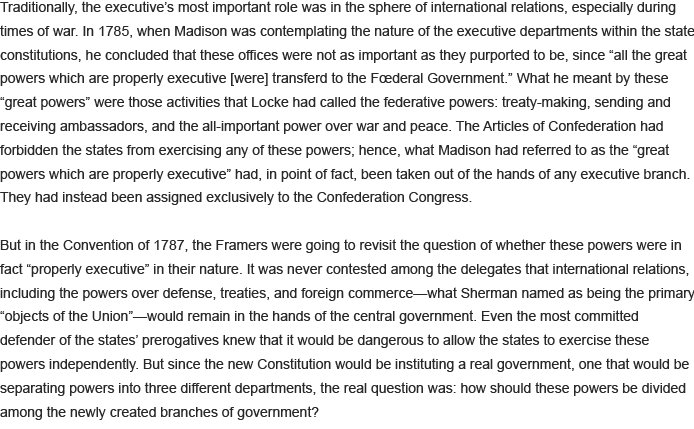 Traditionally, the executive’s most important role was in the sphere of international relations, especially during
times of war. In 1785, when Madison was contemplating the nature of the executive departments within the state
constitutions, he concluded that these offices were not as important as they purported to be, since “all the great
powers which are properly executive [were] transferd to the Fœderal Government.” What he meant by these
“great powers” were those activities that Locke had called the federative powers: treaty-making, sending and
receiving ambassadors, and the all-important power over war and peace. The Articles of Confederation had
forbidden the states from exercising any of these powers; hence, what Madison had referred to as the “great
powers which are properly executive” had, in point of fact, been taken out of the hands of any executive branch.
They had instead been assigned exclusively to the Confederation Congress.

But in the Convention of 1787, the Framers were going to revisit the question of whether these powers were in
fact “properly executive” in their nature. It was never contested among the delegates that international relations,
including the powers over defense, treaties, and foreign commerce—what Sherman named as being the primary
“objects of the Union”—would remain in the hands of the central government. Even the most committed
defender of the states’ prerogatives knew that it would be dangerous to allow the states to exercise these
powers independently. But since the new Constitution would be instituting a real government, one that would be
separating powers into three different departments, the real question was: how should these powers be divided
among the newly created branches of government?